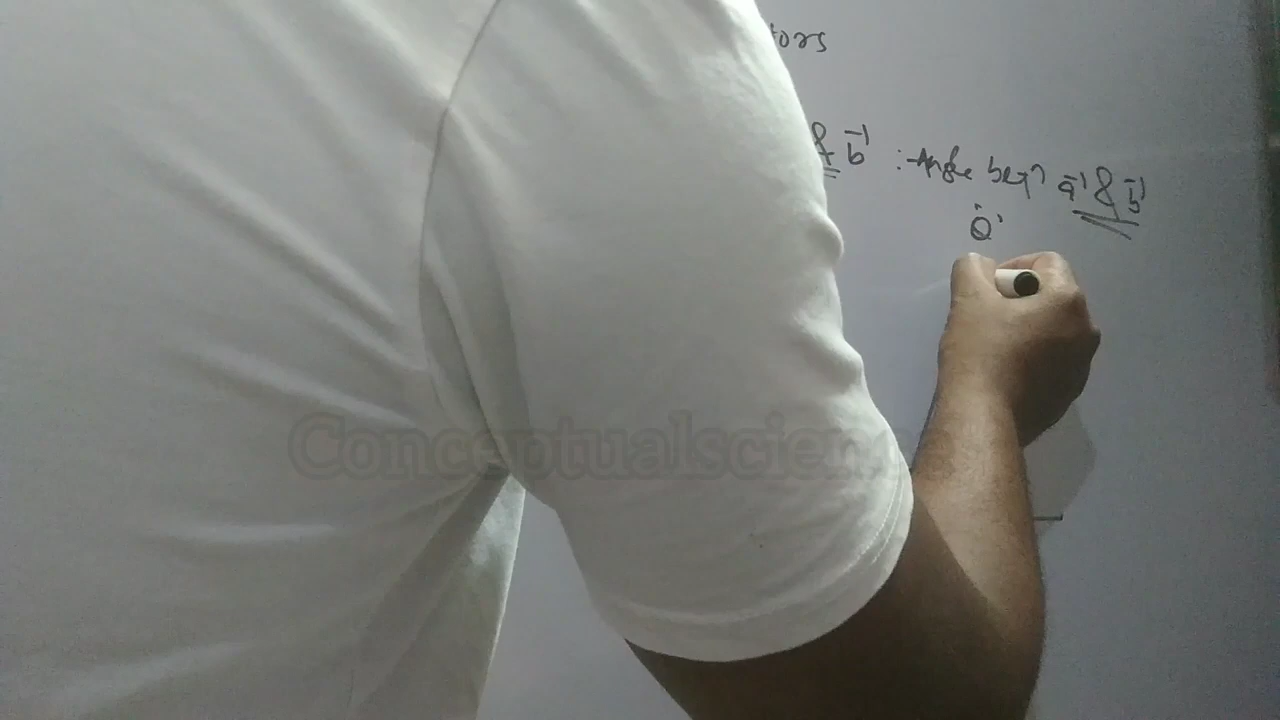 tors
& b⃗ : Angle betn a⃗ & b⃗
'θ'
Conceptualscien